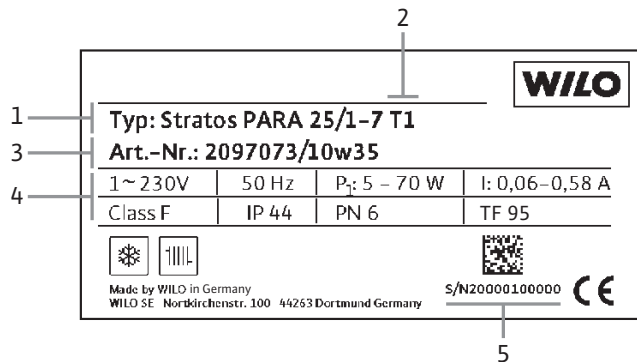 2
WILO
1 Typ: Stratos PARA 25/1-7 T1
3 Art.-Nr.: 2097073/10w35
4 1~230V 50 Hz P1: 5 – 70 W I: 0,06–0,58 A
Class F IP 44 PN 6 TF 95
Made by WILO in Germany
WILO SE Nortkirchenstr. 100 44263 Dortmund Germany
S/N20000100000 CE
5